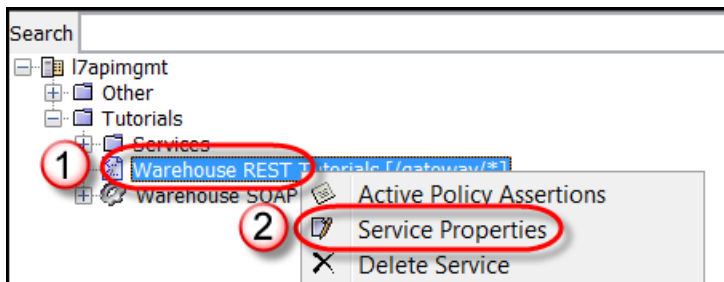 Search
l7apimgmt
Other
Tutorials
Services
1 Warehouse REST Tutorials [/gateway/*]
Warehouse SOAP
Active Policy Assertions
2 Service Properties
Delete Service